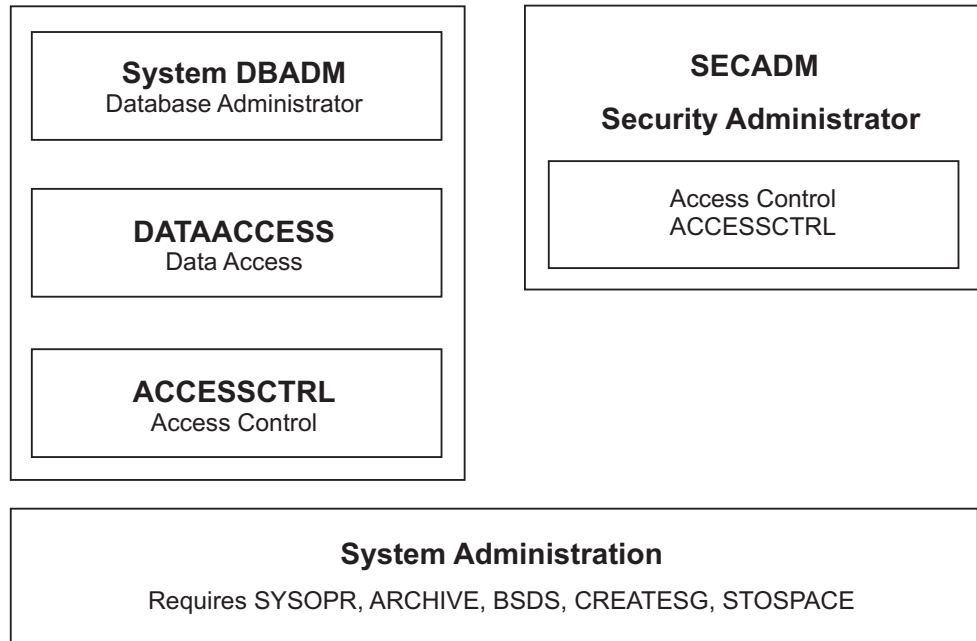 System DBADM
Database Administrator
DATAACCESS
Data Access
ACCESSCTRL
Access Control
SECADM
Security Administrator
Access Control
ACCESSCTRL
System Administration
Requires SYSOPR, ARCHIVE, BSDS, CREATESG, STOSPACE